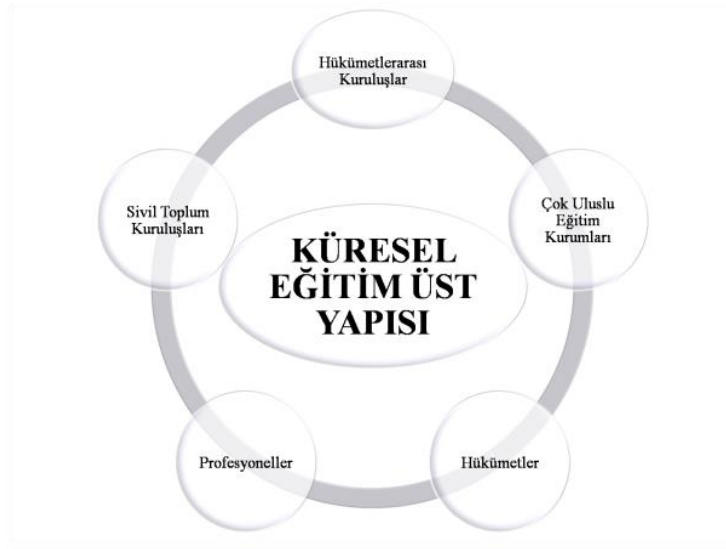 Hükümetlerarası
Kuruluşlar
Çok Uluslu
Eğitim
Kurumları
Hükümetler
Profesyoneller
Sivil Toplum
Kuruluşları
KÜRESEL
EĞİTİM ÜST
YAPISI